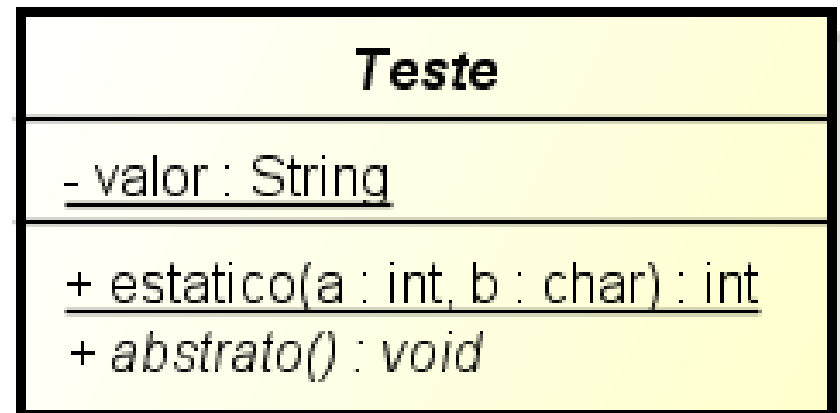 Teste
- valor : String
+ estatico(a : int, b : char) : int
+ abstrato() : void